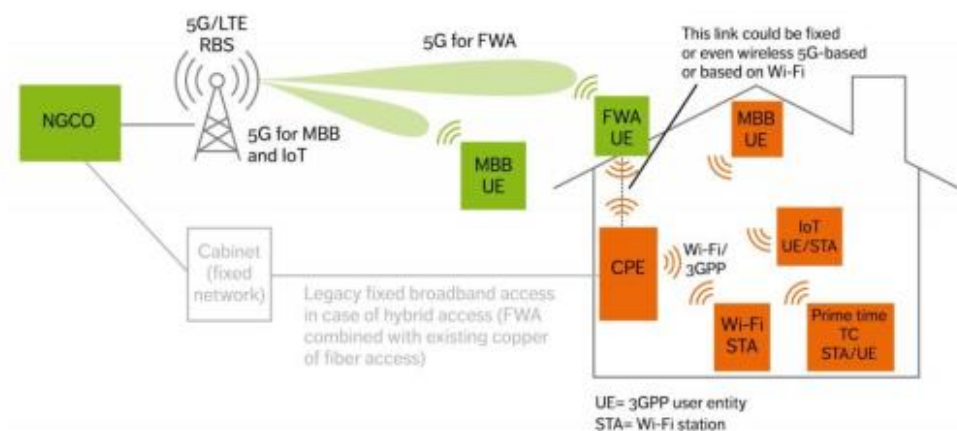 5G/LTE
RBS
5G for FWA
This link could be fixed
or even wireless 5G-based
or based on Wi-Fi
NGCO
5G for MBB
and IoT
MBB
UE
FWA
UE
MBB
UE
Cabinet
(fixed
network)
Legacy fixed broadband access
in case of hybrid access (FWA
combined with existing copper
of fiber access)
CPE
Wi-Fi/
3GPP
IoT
UE/STA
Wi-Fi
STA
Prime time
TC
STA/UE
UE= 3GPP user entity
STA= Wi-Fi station